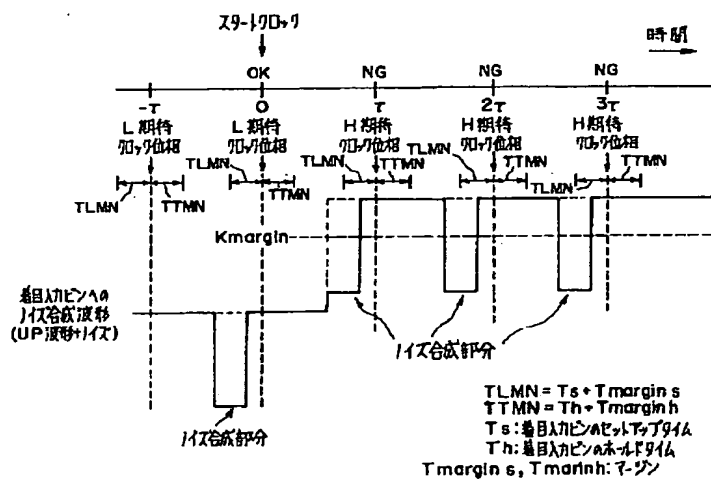 スタートクロック
時間
OK
NG
NG
NG
-τ
0
τ
2τ
3τ
L 期待
クロック位相
L 期待
クロック位相
H 期待
クロック位相
H 期待
クロック位相
H 期待
クロック位相
TLMN
TTMN
TLMN
TTMN
TLMN
TTMN
TLMN
TTMN
TLMN
TTMN
Kmargin
着目入力ピンへの
ノイズ合成波形
(UP波形+ノイズ)
ノイズ合成部分
ノイズ合成部分
ノイズ合成部分
TLMN = Ts + Tmargin s
TTMN = Th + Tmargin h
Ts:着目入力ピンのセットアップタイム
Th:着目入力ピンのホールドタイム
Tmargin s, Tmarinh:マージン